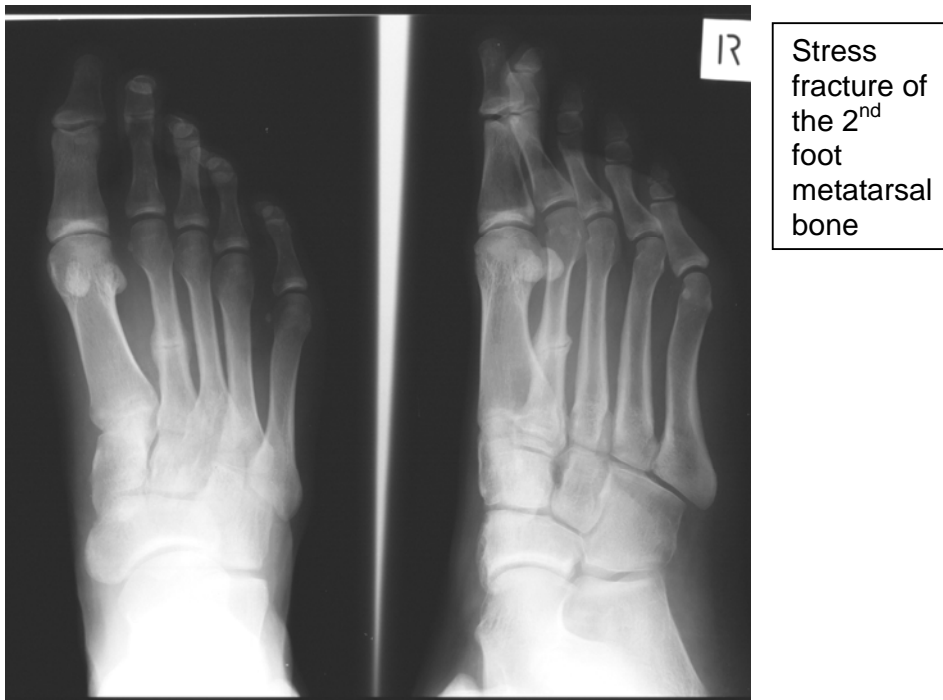 R
Stress
fracture of
the 2nd
foot
metatarsal
bone